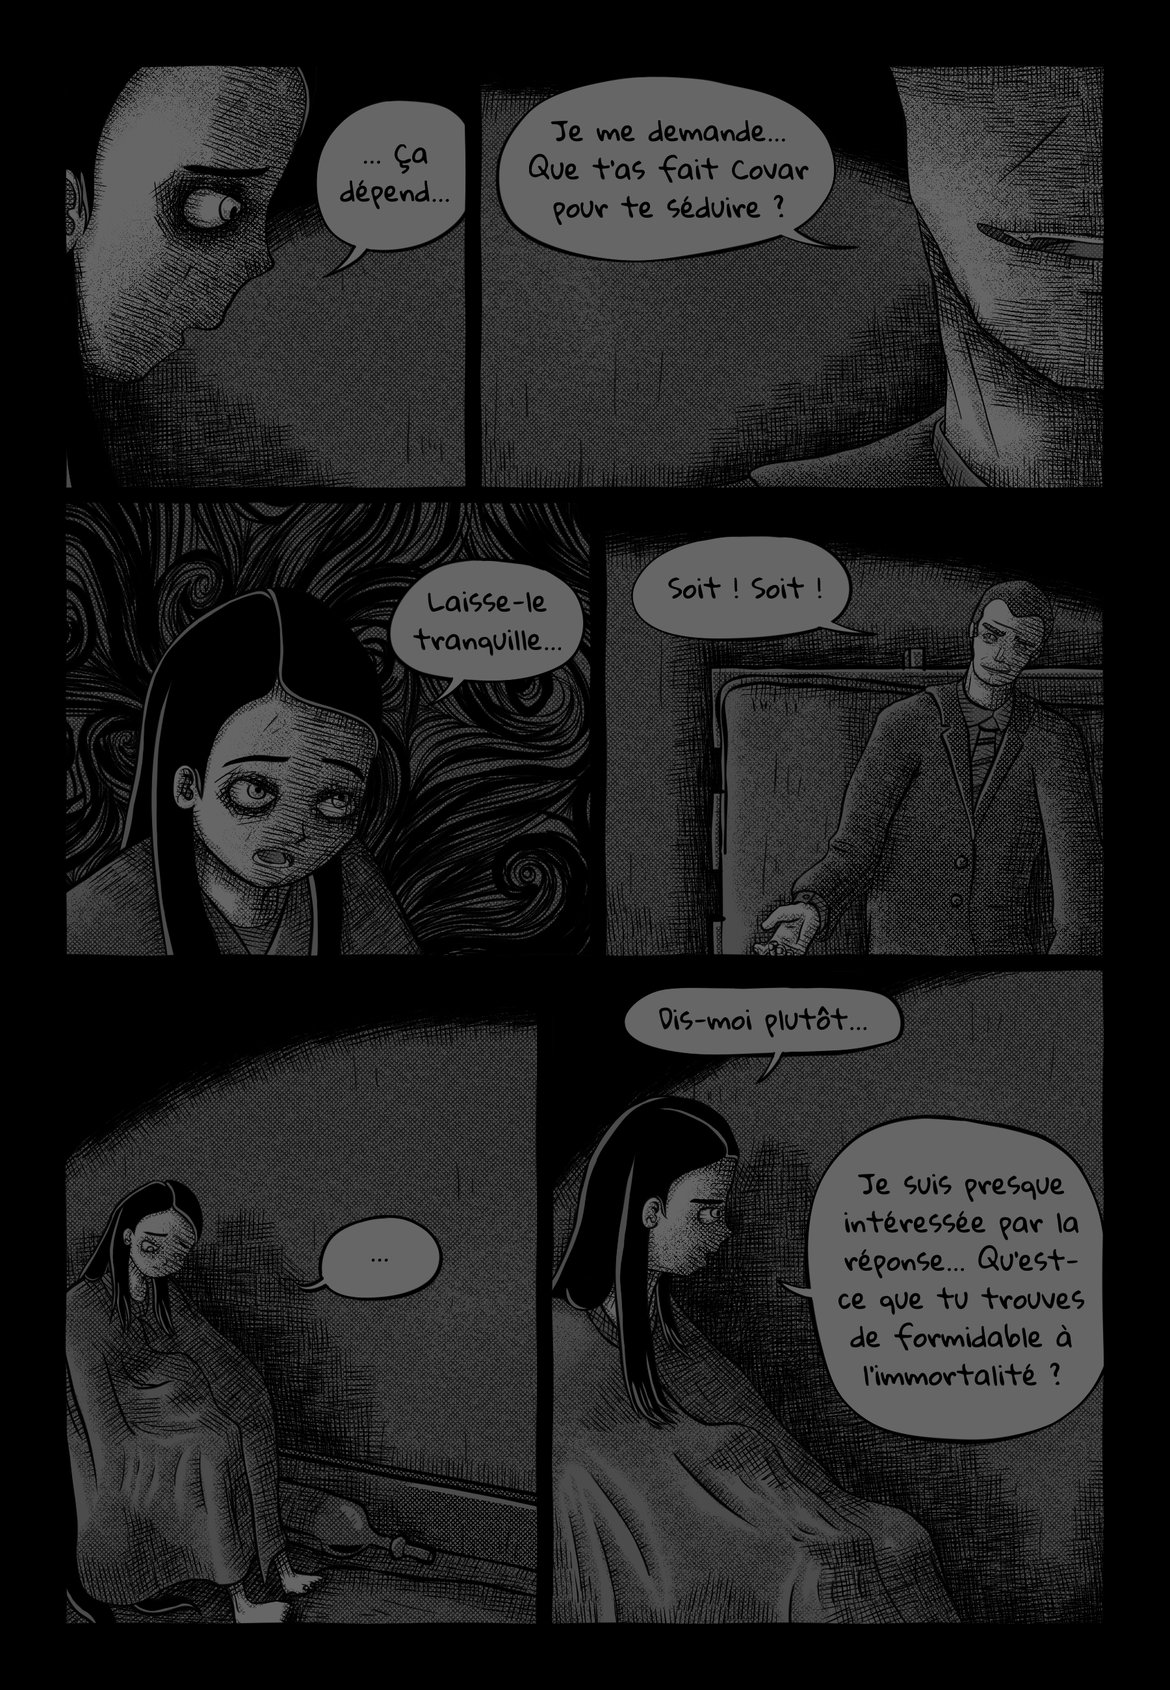 ... Ça
dépend...
Je me demande...
Que t'as fait Covar
pour te séduire ?
Laisse-le
tranquille...
Soit ! Soit !
...
Dis-moi plutôt...
Je suis presque
intéressée par la
réponse... Qu'est-
ce que tu trouves
de formidable à
l'immortalité ?